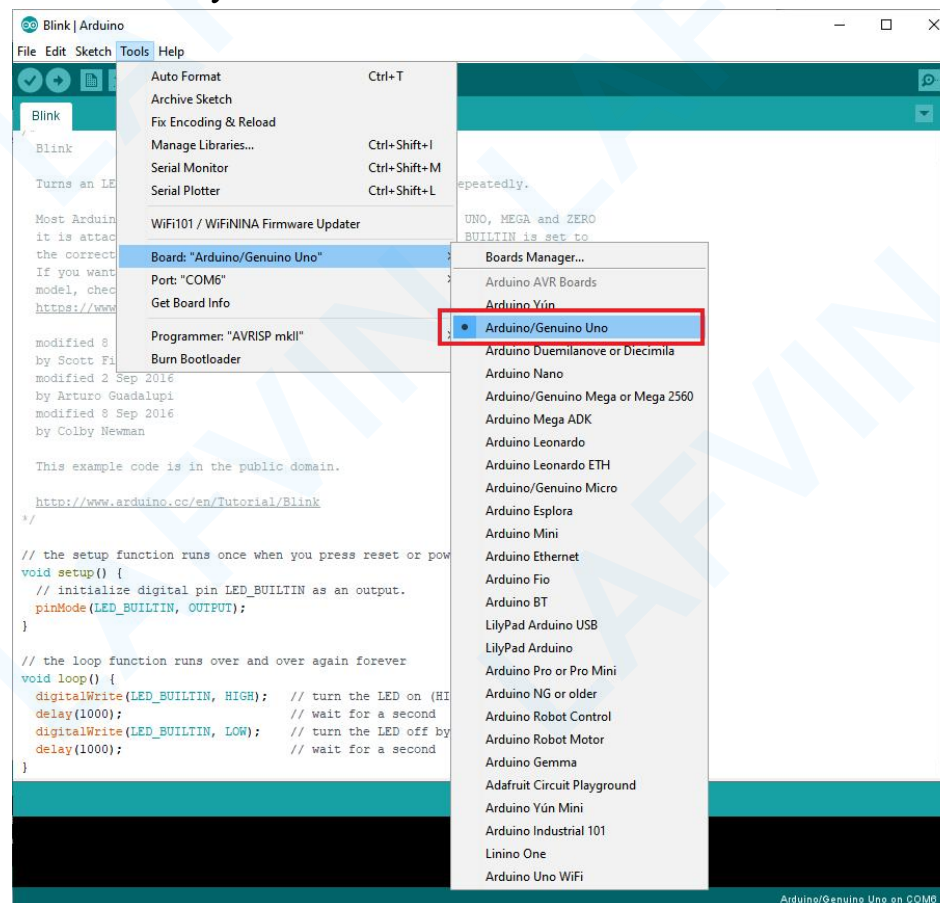 Blink | Arduino
File Edit Sketch Tools Help
Auto Format Ctrl+T
Archive Sketch
Fix Encoding & Reload
Manage Libraries... Ctrl+Shift+I
Serial Monitor Ctrl+Shift+M
Serial Plotter Ctrl+Shift+L
WiFi101 / WiFiNINA Firmware Updater
Board: "Arduino/Genuino Uno"
Port: "COM6"
Get Board Info
Programmer: "AVRISP mkII"
Burn Bootloader
Boards Manager...
Arduino AVR Boards
Arduino Yún
Arduino/Genuino Uno
Arduino Duemilanove or Diecimila
Arduino Nano
Arduino/Genuino Mega or Mega 2560
Arduino Mega ADK
Arduino Leonardo
Arduino Leonardo ETH
Arduino/Genuino Micro
Arduino Esplora
Arduino Mini
Arduino Ethernet
Arduino Fio
Arduino BT
LilyPad Arduino USB
LilyPad Arduino
Arduino Pro or Pro Mini
Arduino NG or older
Arduino Robot Control
Arduino Robot Motor
Arduino Gemma
Adafruit Circuit Playground
Arduino Yún Mini
Arduino Industrial 101
Linino One
Arduino Uno WiFi
Blink
/*
Blink
Turns an LE epeatedly.
Most Arduin UNO, MEGA and ZERO
it is attac BUILTIN is set to
the correct
If you want
model, chec
https://www
modified 8
by Scott Fi
modified 2 Sep 2016
by Arturo Guadalupi
modified 8 Sep 2016
by Colby Newman
This example code is in the public domain.
http://www.arduino.cc/en/Tutorial/Blink
*/
// the setup function runs once when you press reset or pow
void setup() {
// initialize digital pin LED_BUILTIN as an output.
pinMode(LED_BUILTIN, OUTPUT);
}
// the loop function runs over and over again forever
void loop() {
digitalWrite(LED_BUILTIN, HIGH); // turn the LED on (HI
delay(1000); // wait for a second
digitalWrite(LED_BUILTIN, LOW); // turn the LED off by
delay(1000); // wait for a second
}
Arduino/Genuino Uno on COM6
LAFVIN